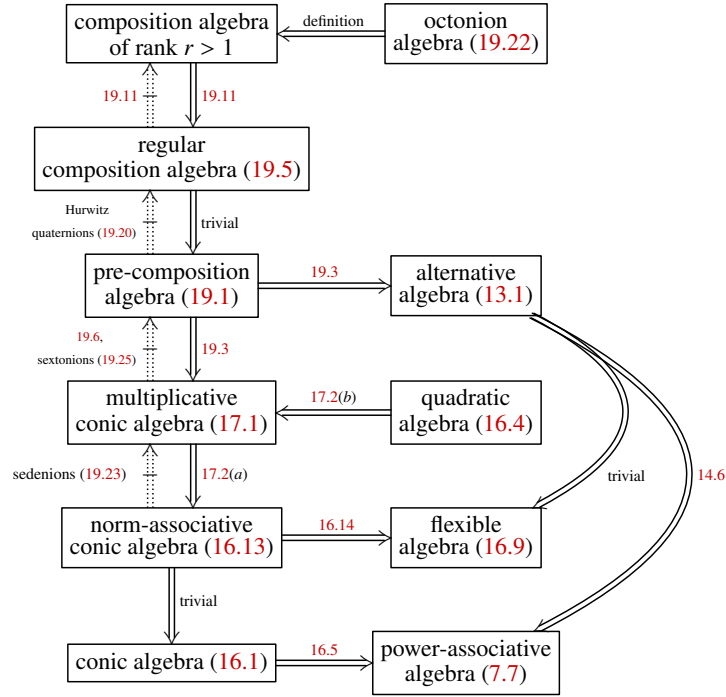 composition algebra
of rank r > 1
definition
octonion
algebra (19.22)
19.11
19.11
regular
composition algebra (19.5)
Hurwitz
quaternions (19.20)
trivial
pre-composition
algebra (19.1)
19.3
alternative
algebra (13.1)
19.6,
sextonions (19.25)
19.3
multiplicative
conic algebra (17.1)
17.2(b)
quadratic
algebra (16.4)
sedenions (19.23)
17.2(a)
trivial
14.6
norm-associative
conic algebra (16.13)
16.14
flexible
algebra (16.9)
trivial
conic algebra (16.1)
16.5
power-associative
algebra (7.7)